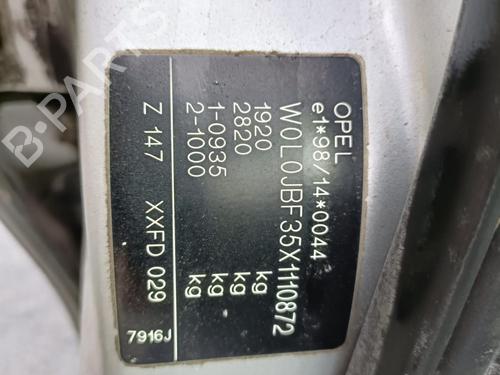 OPEL
e1*98/14*0044
W0L0JBF35X1110872
1920 kg
2820 kg
1-0935 kg
2-1000 kg
Z 147 XXFD 029
7916J
B-PARTS